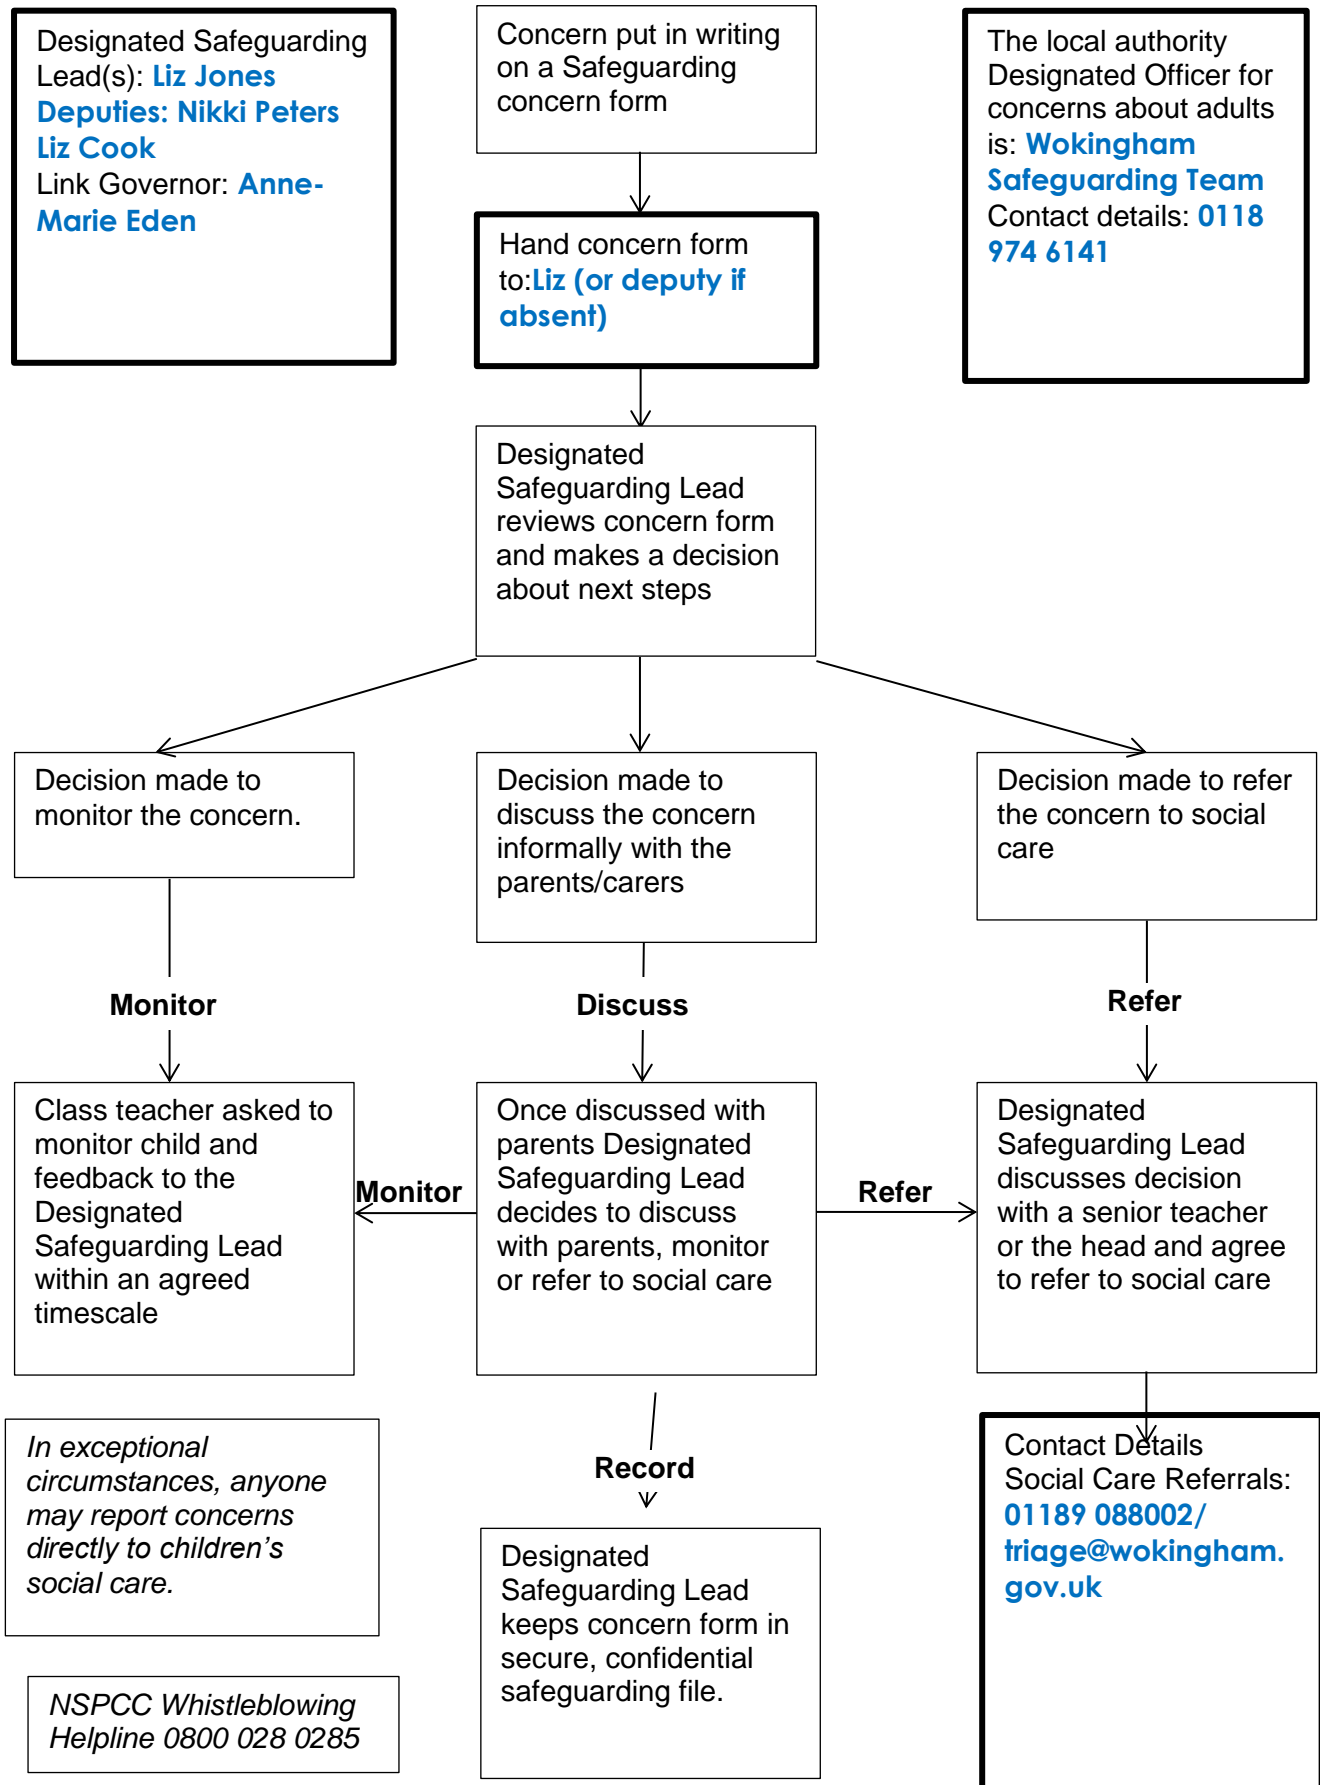 Designated Safeguarding
Lead(s): Liz Jones
Deputies: Nikki Peters
Liz Cook
Link Governor: Anne-
Marie Eden
Concern put in writing
on a Safeguarding
concern form
The local authority
Designated Officer for
concerns about adults
is: Wokingham
Safeguarding Team
Contact details: 0118
974 6141
Hand concern form
to:Liz (or deputy if
absent)
Designated
Safeguarding Lead
reviews concern form
and makes a decision
about next steps
Decision made to
monitor the concern.
Decision made to
discuss the concern
informally with the
parents/carers
Decision made to refer
the concern to social
care
Monitor
Discuss
Refer
Class teacher asked to
monitor child and
feedback to the
Designated
Safeguarding Lead
within an agreed
timescale
Monitor
Once discussed with
parents Designated
Safeguarding Lead
decides to discuss
with parents, monitor
or refer to social care
Refer
Designated
Safeguarding Lead
discusses decision
with a senior teacher
or the head and agree
to refer to social care
In exceptional
circumstances, anyone
may report concerns
directly to children’s
social care.
Record
Contact Details
Social Care Referrals:
01189 088002/
triage@wokingham.
gov.uk
Designated
Safeguarding Lead
keeps concern form in
secure, confidential
safeguarding file.
NSPCC Whistleblowing
Helpline 0800 028 0285